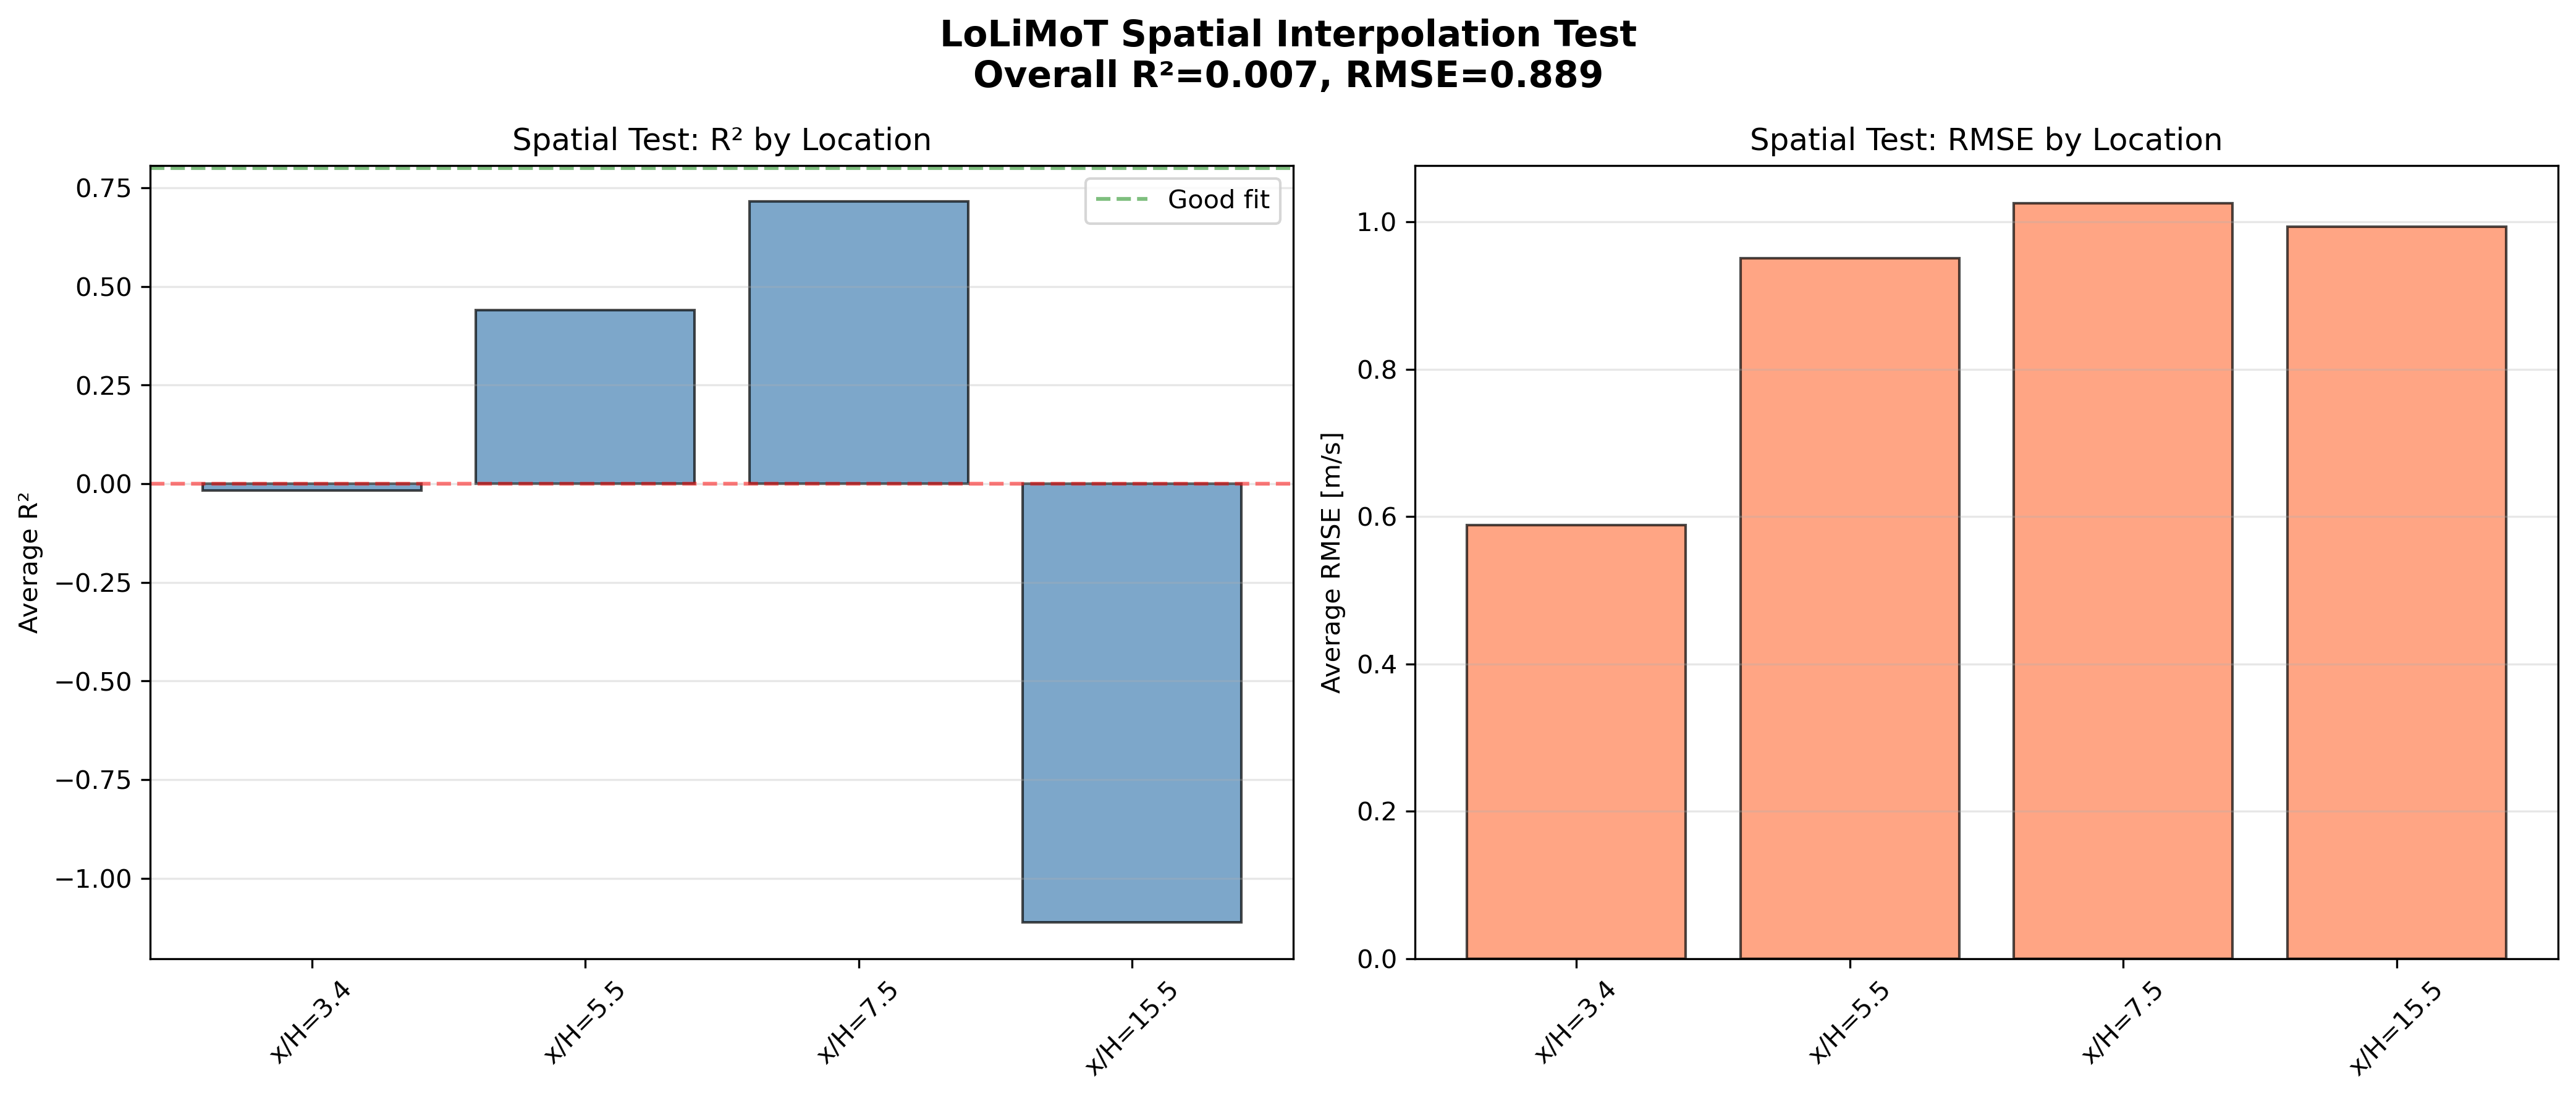 LoLiMoT Spatial Interpolation Test
Overall R²=0.007, RMSE=0.889
Spatial Test: R² by Location
Average R²
0.75
0.50
0.25
0.00
−0.25
−0.50
−0.75
−1.00
Good fit
x/H=3.4
x/H=5.5
x/H=7.5
x/H=15.5
Spatial Test: RMSE by Location
Average RMSE [m/s]
1.0
0.8
0.6
0.4
0.2
0.0
x/H=3.4
x/H=5.5
x/H=7.5
x/H=15.5